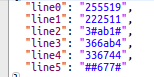 "line0": "255519",
"line1": "222511",
"line2": "3#ab1#",
"line3": "366ab4",
"line4": "336744",
"line5": "##677#"